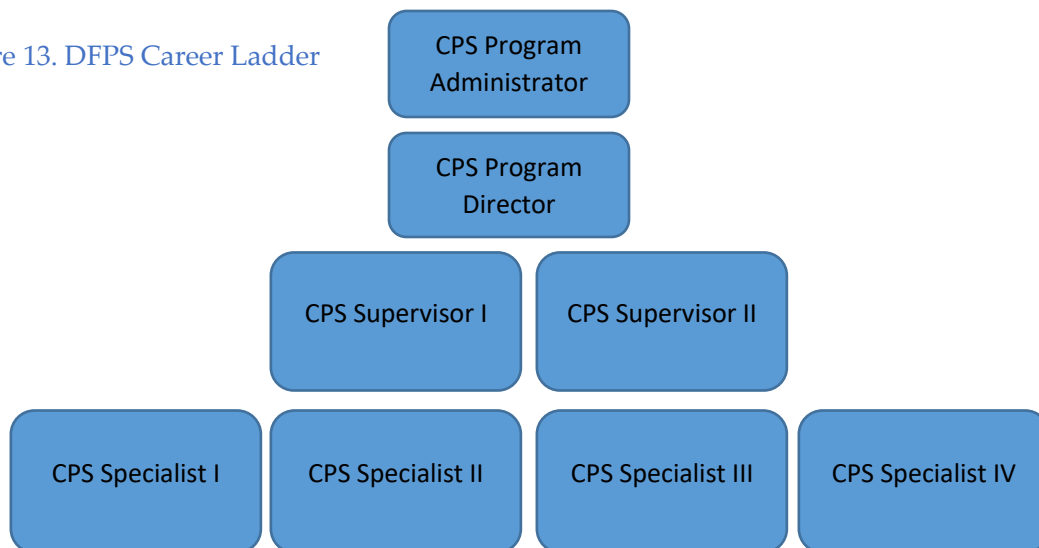 re 13. DFPS Career Ladder
CPS Program
Administrator
CPS Program
Director
CPS Supervisor I
CPS Supervisor II
CPS Specialist I
CPS Specialist II
CPS Specialist III
CPS Specialist IV